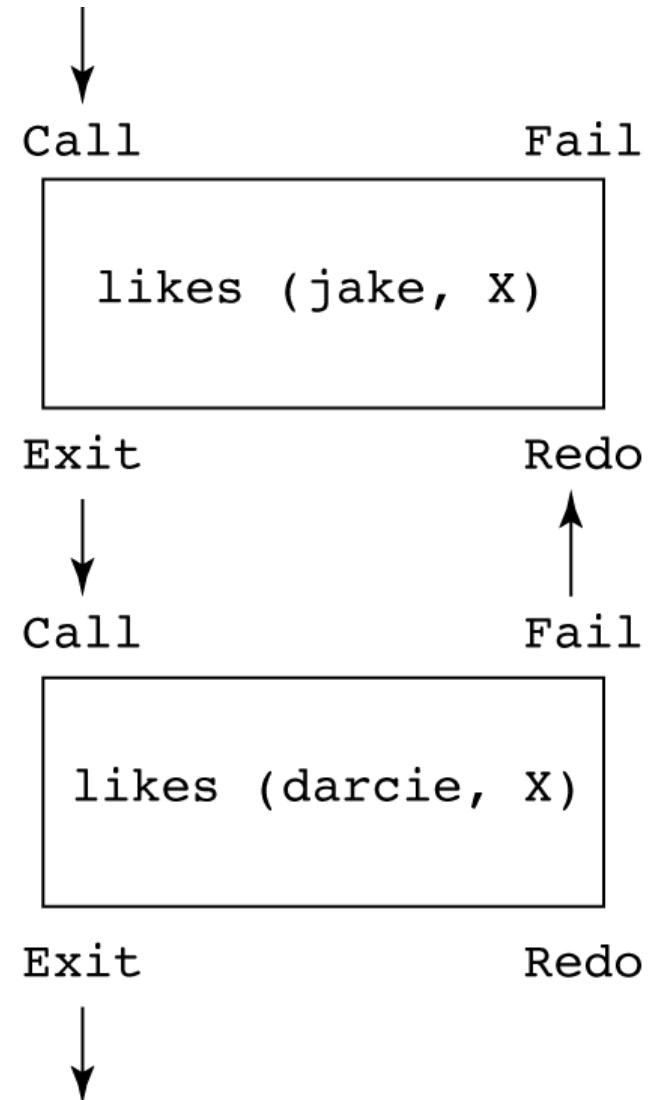 Call Fail
likes (jake, X)
Exit Redo
Call Fail
likes (darcie, X)
Exit Redo